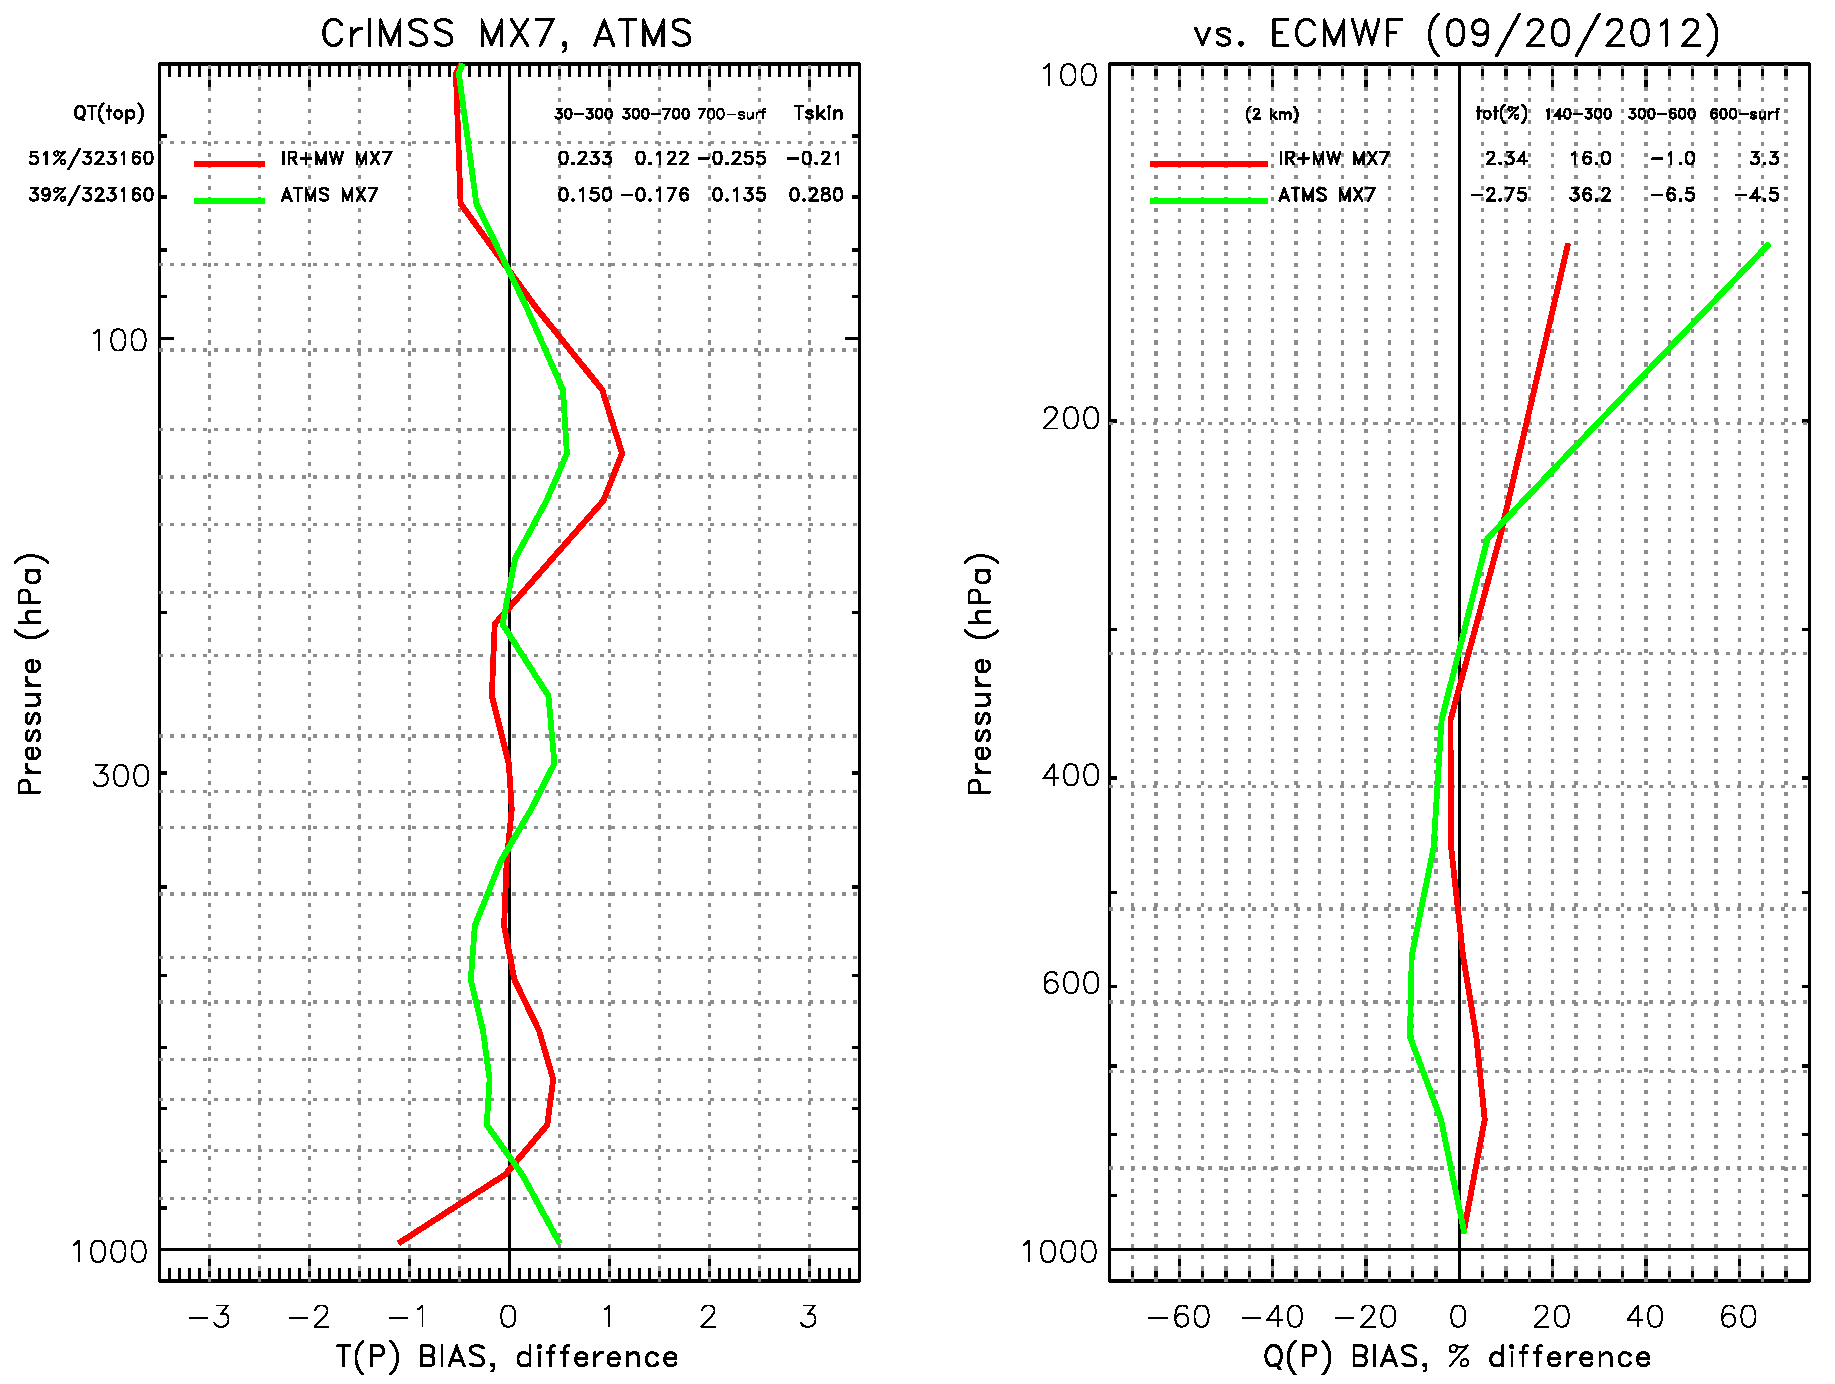 CrIMSS MX7, ATMS
QT(top) 30-300 300-700 700-surf Tskin
51%/323160 IR+MW MX7 0.233 0.122 -0.255 -0.21
39%/323160 ATMS MX7 0.150 -0.176 0.135 0.280
100
300
1000
Pressure (hPa)
-3 -2 -1 0 1 2 3
T(P) BIAS, difference
vs. ECMWF (09/20/2012)
100
(2 km) tot(%) 140-300 300-600 600-surf
IR+MW MX7 2.34 16.0 -1.0 3.3
ATMS MX7 -2.75 36.2 -6.5 -4.5
200
400
600
1000
Pressure (hPa)
-60 -40 -20 0 20 40 60
Q(P) BIAS, % difference